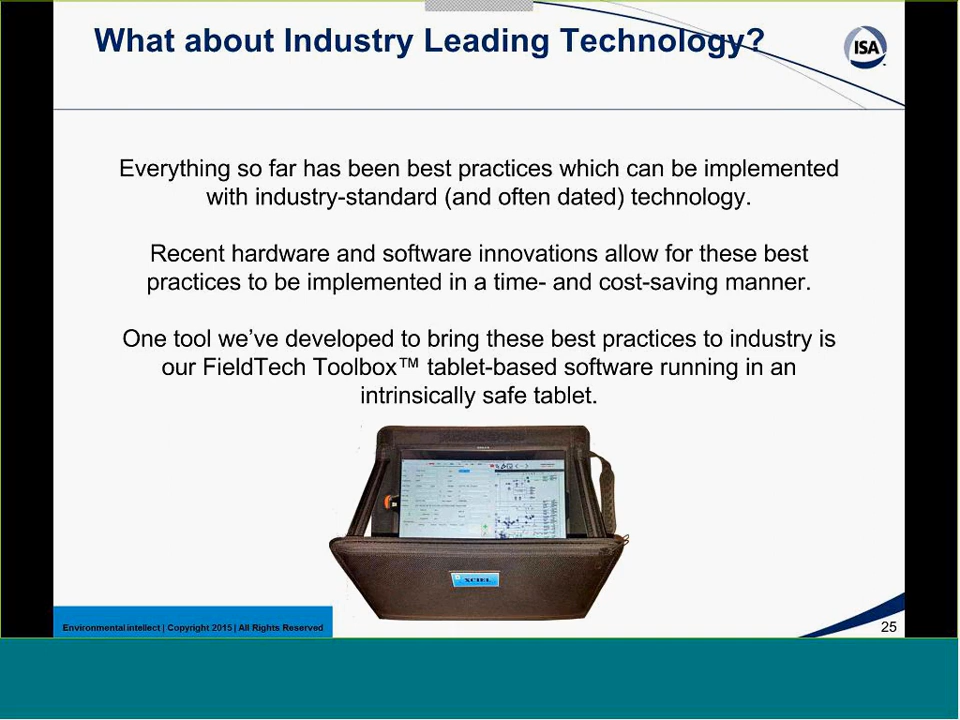 What about Industry Leading Technology?
ISA
Everything so far has been best practices which can be implemented
with industry-standard (and often dated) technology.
Recent hardware and software innovations allow for these best
practices to be implemented in a time- and cost-saving manner.
One tool we’ve developed to bring these best practices to industry is
our FieldTech Toolbox™ tablet-based software running in an
intrinsically safe tablet.
XCIEL
Environmental intellect | Copyright 2015 | All Rights Reserved
25